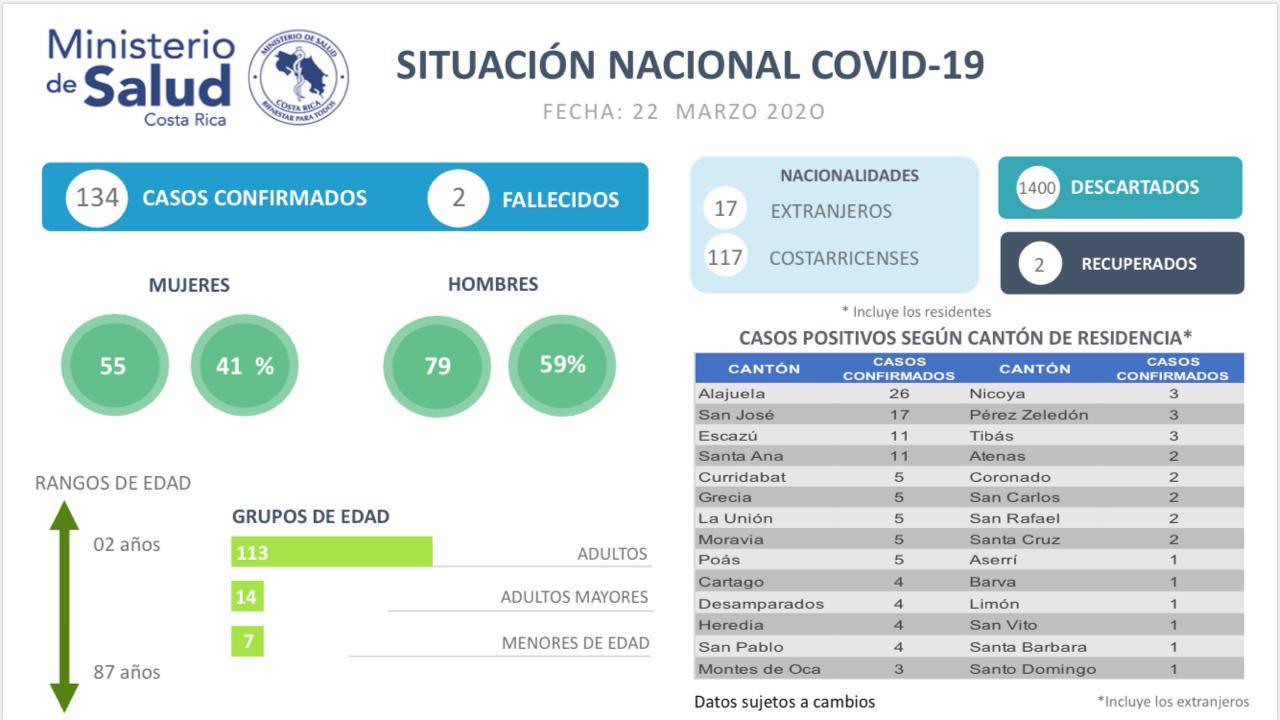 Ministerio
de Salud
Costa Rica
MINISTERIO DE SALUD
COSTA RICA
BIENESTAR PARA TODOS
SITUACIÓN NACIONAL COVID-19
FECHA: 22 MARZO 202O
134 CASOS CONFIRMADOS 2 FALLECIDOS
NACIONALIDADES
17 EXTRANJEROS
117 COSTARRICENSES
1400 DESCARTADOS
2 RECUPERADOS
* Incluye los residentes
MUJERES HOMBRES
55 41 % 79 59%
RANGOS DE EDAD
02 años
87 años
GRUPOS DE EDAD
113 ADULTOS
14 ADULTOS MAYORES
7 MENORES DE EDAD
CASOS POSITIVOS SEGÚN CANTÓN DE RESIDENCIA*
CANTÓN CASOS CONFIRMADOS CANTÓN CASOS CONFIRMADOS
Alajuela 26 Nicoya 3
San José 17 Pérez Zeledón 3
Escazú 11 Tibás 3
Santa Ana 11 Atenas 2
Curridabat 5 Coronado 2
Grecia 5 San Carlos 2
La Unión 5 San Rafael 2
Moravia 5 Santa Cruz 2
Poás 5 Aserrí 1
Cartago 4 Barva 1
Desamparados 4 Limón 1
Heredia 4 San Vito 1
San Pablo 4 Santa Barbara 1
Montes de Oca 3 Santo Domingo 1
Datos sujetos a cambios *Incluye los extranjeros